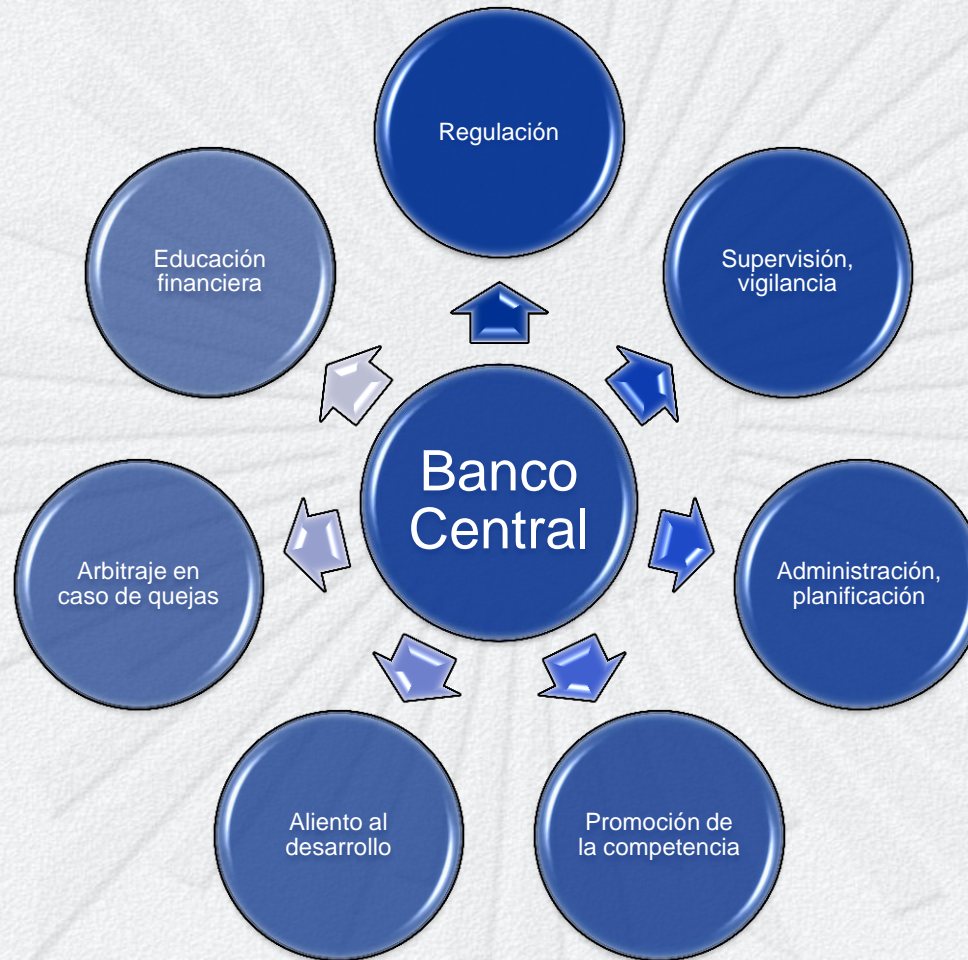 Regulación
Supervisión,
vigilancia
Administración,
planificación
Promoción de
la competencia
Aliento al
desarrollo
Arbitraje en
caso de quejas
Educación
financiera
Banco
Central